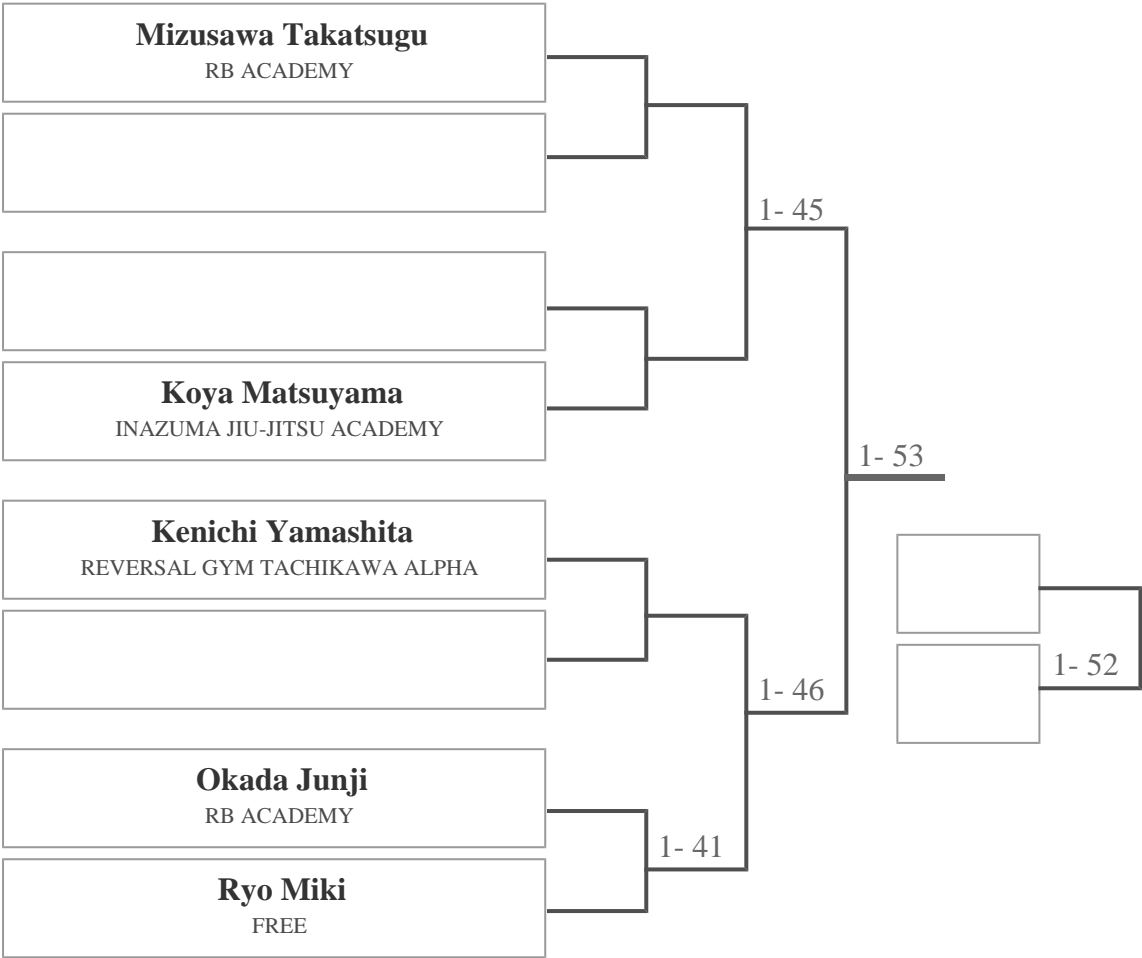 Mizusawa Takatsugu
RB ACADEMY
1- 45
Koya Matsuyama
INAZUMA JIU-JITSU ACADEMY
1- 53
Kenichi Yamashita
REVERSAL GYM TACHIKAWA ALPHA
1- 52
1- 46
Okada Junji
RB ACADEMY
1- 41
Ryo Miki
FREE